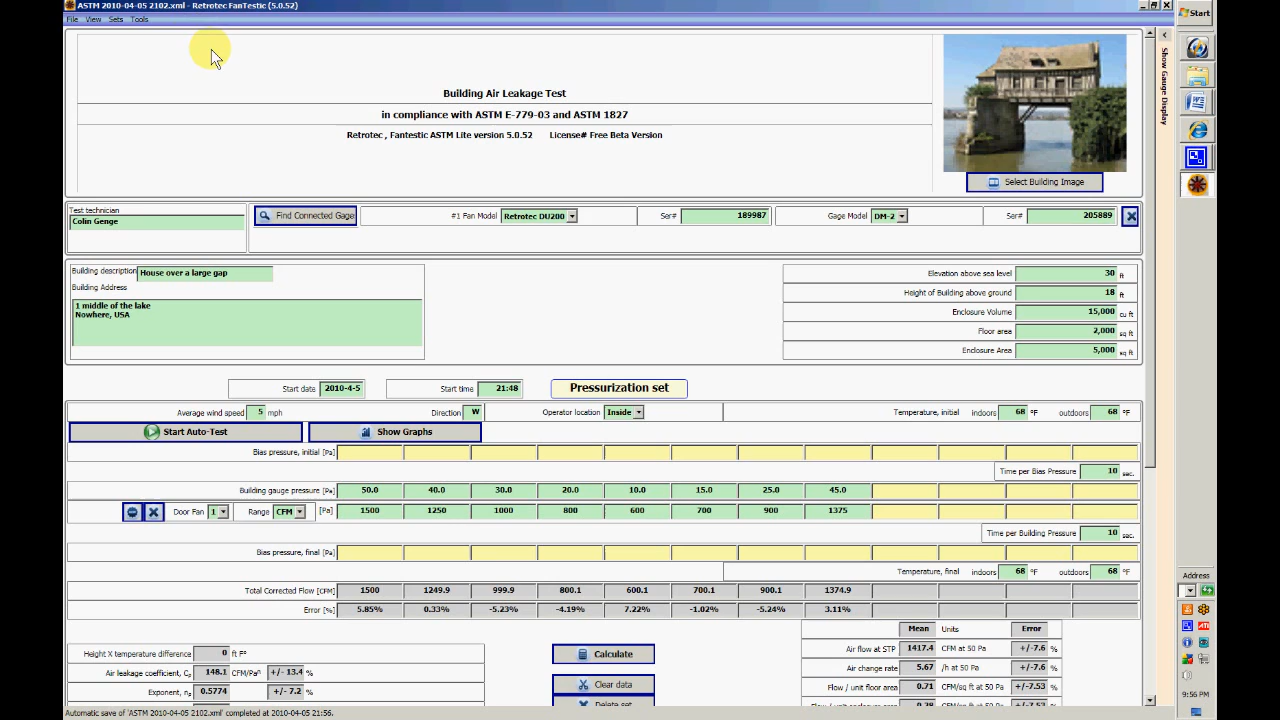 ASTM 2010-04-05 2102.xml - Retrotec FanTestic (5.0.52)
File View Sets Tools
Start
Show Gauge Display
Building Air Leakage Test
in compliance with ASTM E-779-03 and ASTM 1827
Retrotec , Fantestic ASTM Lite version 5.0.52 License# Free Beta Version
Select Building Image
Test technician
Colin Genge
Find Connected Gage
#1 Fan Model Retrotec DU200 Ser# 189987 Gage Model DM-2 Ser# 205889
Building description House over a large gap
Building Address
1 middle of the lake
Nowhere, USA
Elevation above sea level 30 ft
Height of Building above ground 18 ft
Enclosure Volume 15,000 cu ft
Floor area 2,000 sq ft
Enclosure Area 5,000 sq ft
Start date 2010-4-5 Start time 21:48 Pressurization set
Average wind speed 5 mph Direction W Operator location Inside Temperature, initial indoors 68 °F outdoors 68 °F
Start Auto-Test Show Graphs
Bias pressure, initial [Pa]
Time per Bias Pressure 10 sec.
Building gauge pressure [Pa] 50.0 40.0 30.0 20.0 10.0 15.0 25.0 45.0
Door Fan 1 Range CFM [Pa] 1500 1250 1000 800 600 700 900 1375
Time per Building Pressure 10 sec.
Bias pressure, final [Pa]
Temperature, final indoors 68 °F outdoors 68 °F
Total Corrected Flow [CFM] 1500 1249.9 999.9 800.1 600.1 700.1 900.1 1374.9
Error [%] 5.85% 0.33% -5.23% -4.19% 7.22% -1.02% -5.24% 3.11%
Mean Units Error
Height X temperature difference 0 ft F°
Calculate
Air flow at STP 1417.4 CFM at 50 Pa +/-7.6 %
Air leakage coefficient, C 148.1 CFM/Paⁿ +/- 13.4 %
Air change rate 5.67 /h at 50 Pa +/-7.6 %
Exponent, n 0.5774 +/- 7.2 %
Clear data
Flow / unit floor area 0.71 CFM/sq ft at 50 Pa +/-7.53 %
Delete set
Automatic save of 'ASTM 2010-04-05 2102.xml' completed at 2010-04-05 21:56.
Address
ATI
9:56 PM